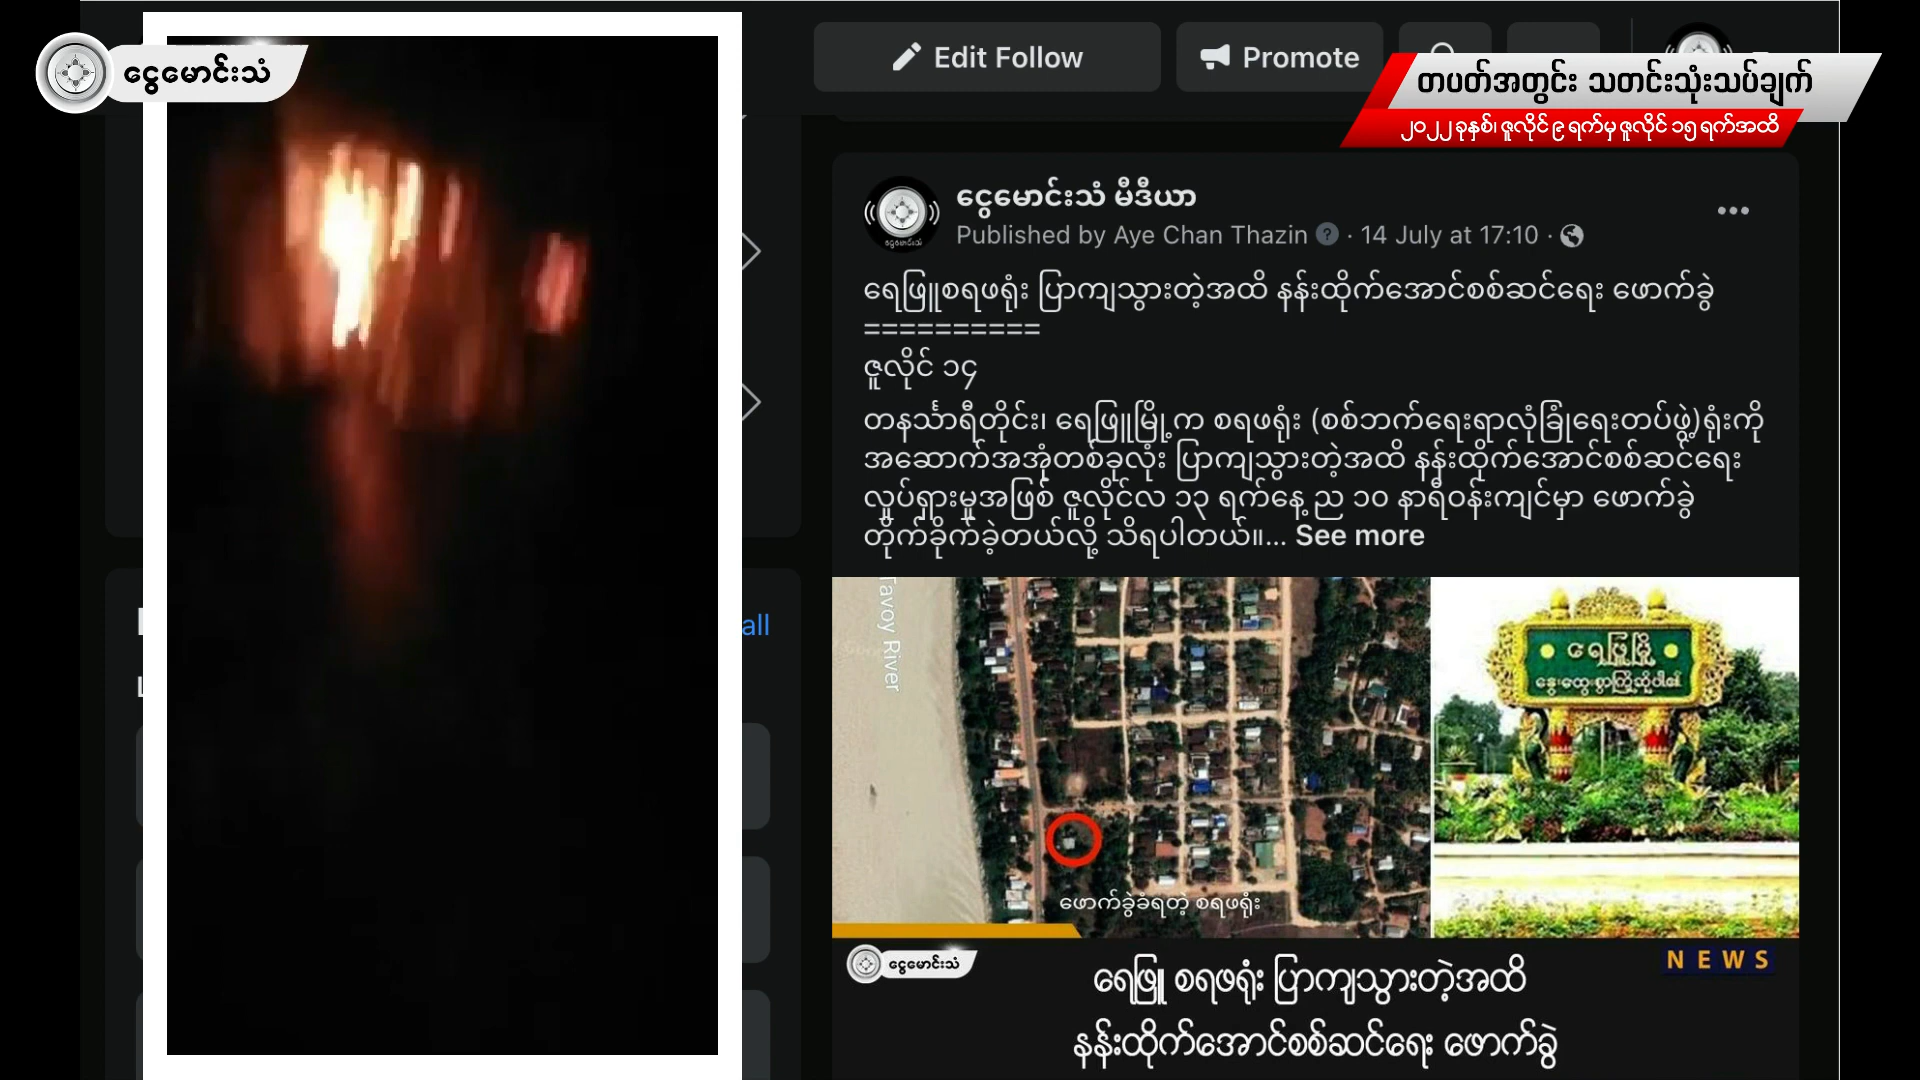 ငွေမောင်းသံ
Edit Follow
Promote
တပတ်အတွင်း သတင်းသုံးသပ်ချက်
၂၀၂၂ ခုနှစ်၊ ဇူလိုင် ၉ ရက်မှ ဇူလိုင် ၁၅ ရက်အထိ
ငွေမောင်းသံ မီဒီယာ
Published by Aye Chan Thazin · 14 July at 17:10 ·
ရေဖြူစရဖရုံး ပြာကျသွားတဲ့အထိ နန်းထိုက်အောင်စစ်ဆင်ရေး ဖောက်ခွဲ
==========
ဇူလိုင် ၁၄
တနင်္သာရီတိုင်း၊ ရေဖြူမြို့က စရဖရုံး (စစ်ဘက်ရေးရာလုံခြုံရေးတပ်ဖွဲ့)ရုံးကို
အဆောက်အအုံတစ်ခုလုံး ပြာကျသွားတဲ့အထိ နန်းထိုက်အောင်စစ်ဆင်ရေး
လှုပ်ရှားမှုအဖြစ် ဇူလိုင်လ ၁၃ ရက်နေ့ ည ၁၀ နာရီဝန်းကျင်မှာ ဖောက်ခွဲ
တိုက်ခိုက်ခဲ့တယ်လို့ သိရပါတယ်။... See more
all
Tavoy River
ရေဖြူမြို့
နွေးထွေးစွာကြိုဆိုပါ၏
ဖောက်ခွဲခံရတဲ့ စရဖရုံး
ငွေမောင်းသံ
NEWS
ရေဖြူ စရဖရုံး ပြာကျသွားတဲ့အထိ
နန်းထိုက်အောင်စစ်ဆင်ရေး ဖောက်ခွဲ